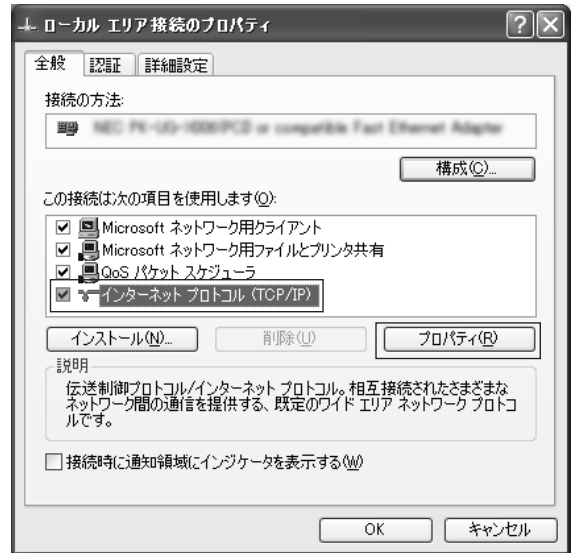 ローカル エリア接続のプロパティ
全般 認証 詳細設定
接続の方法:
NEC PK-UG-X006(PCI) or compatible Fast Ethernet Adapter
構成(C)...
この接続は次の項目を使用します(O):
Microsoft ネットワーク用クライアント
Microsoft ネットワーク用ファイルとプリンタ共有
QoS パケット スケジューラ
インターネット プロトコル (TCP/IP)
インストール(N)... 削除(U) プロパティ(R)
説明
伝送制御プロトコル/インターネット プロトコル。相互接続されたさまざまな
ネットワーク間の通信を提供する、既定のワイド エリア ネットワーク プロトコ
ルです。
接続時に通知領域にインジケータを表示する(W)
OK キャンセル